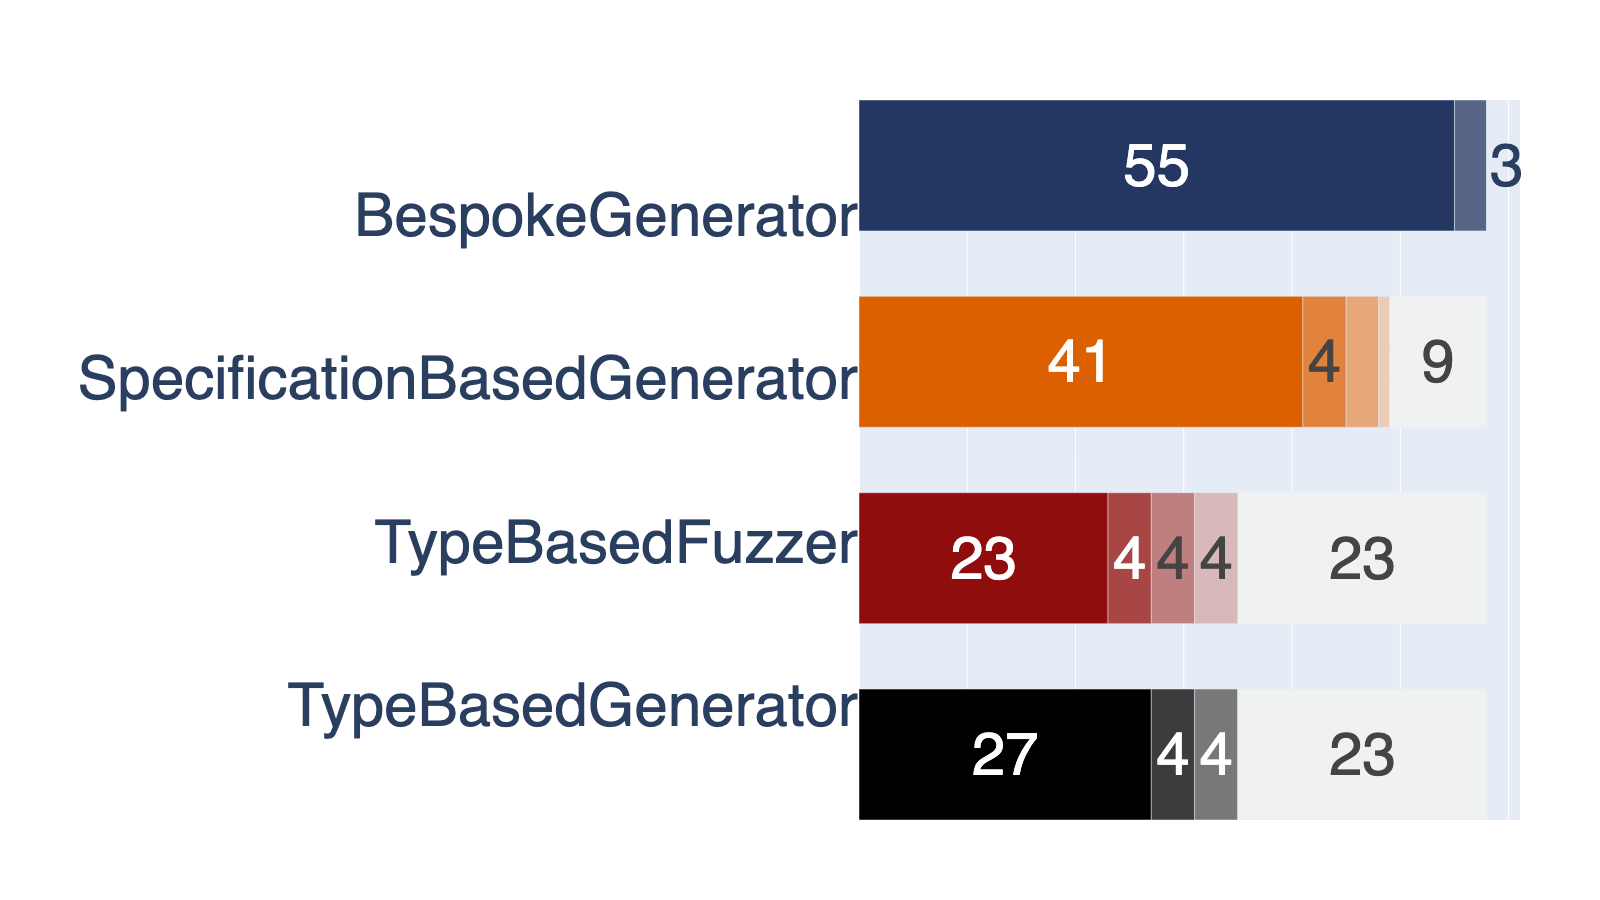 55 3
BespokeGenerator
41 4 9
SpecificationBasedGenerator
23 4 4 4 23
TypeBasedFuzzer
27 4 4 23
TypeBasedGenerator